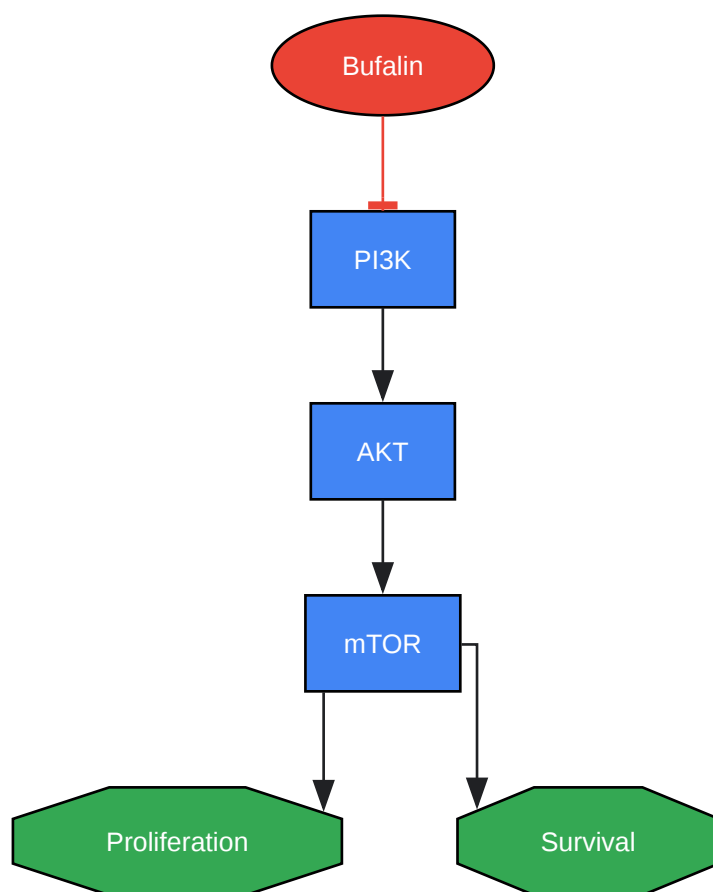 Bufalin
PI3K
AKT
mTOR
Proliferation
Survival